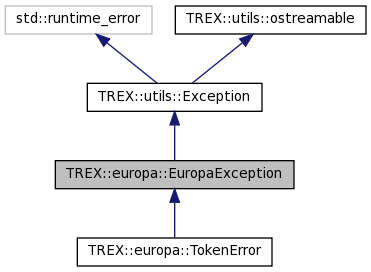 std::runtime_error
TREX::utils::ostreamable
TREX::utils::Exception
TREX::europa::EuropaException
TREX::europa::TokenError